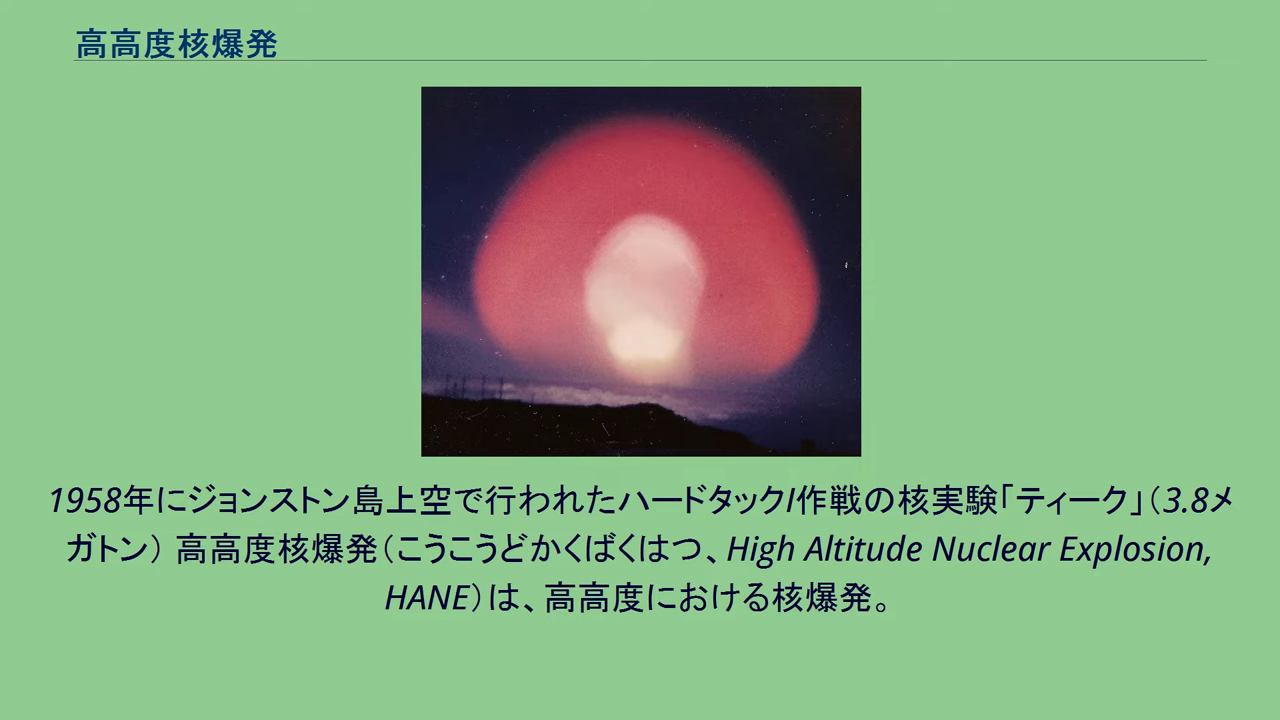 高高度核爆発
1958年にジョンストン島上空で行われたハードタックI作戦の核実験「ティーク」（3.8メ
ガトン） 高高度核爆発（こうこうどかくばくはつ、High Altitude Nuclear Explosion,
HANE）は、高高度における核爆発。